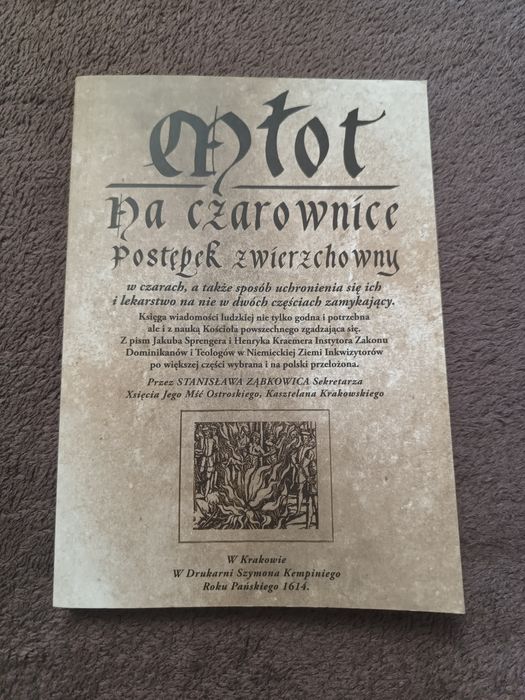 Młot
Na czarownice
Postępek zwierzchowny
w czarach, a także sposób uchronienia się ich
i lekarstwo na nie w dwóch częściach zamykający.
Księga wiadomości ludzkiej nie tylko godna i potrzebna
ale i z nauką Kościoła powszechnego zgadzająca się.
Z pism Jakuba Sprengera i Henryka Kraemera Instytora Zakonu
Dominikanów i Teologów w Niemieckiej Ziemi Inkwizytorów
po większej części wybrana i na polski przełożona.
Przez STANISŁAWA ZĄBKOWICA Sekretarza
Xsięcia Jego Mść Ostroskiego, Kasztelana Krakowskiego
W Krakowie
W Drukarni Szymona Kempiniego
Roku Pańskiego 1614.